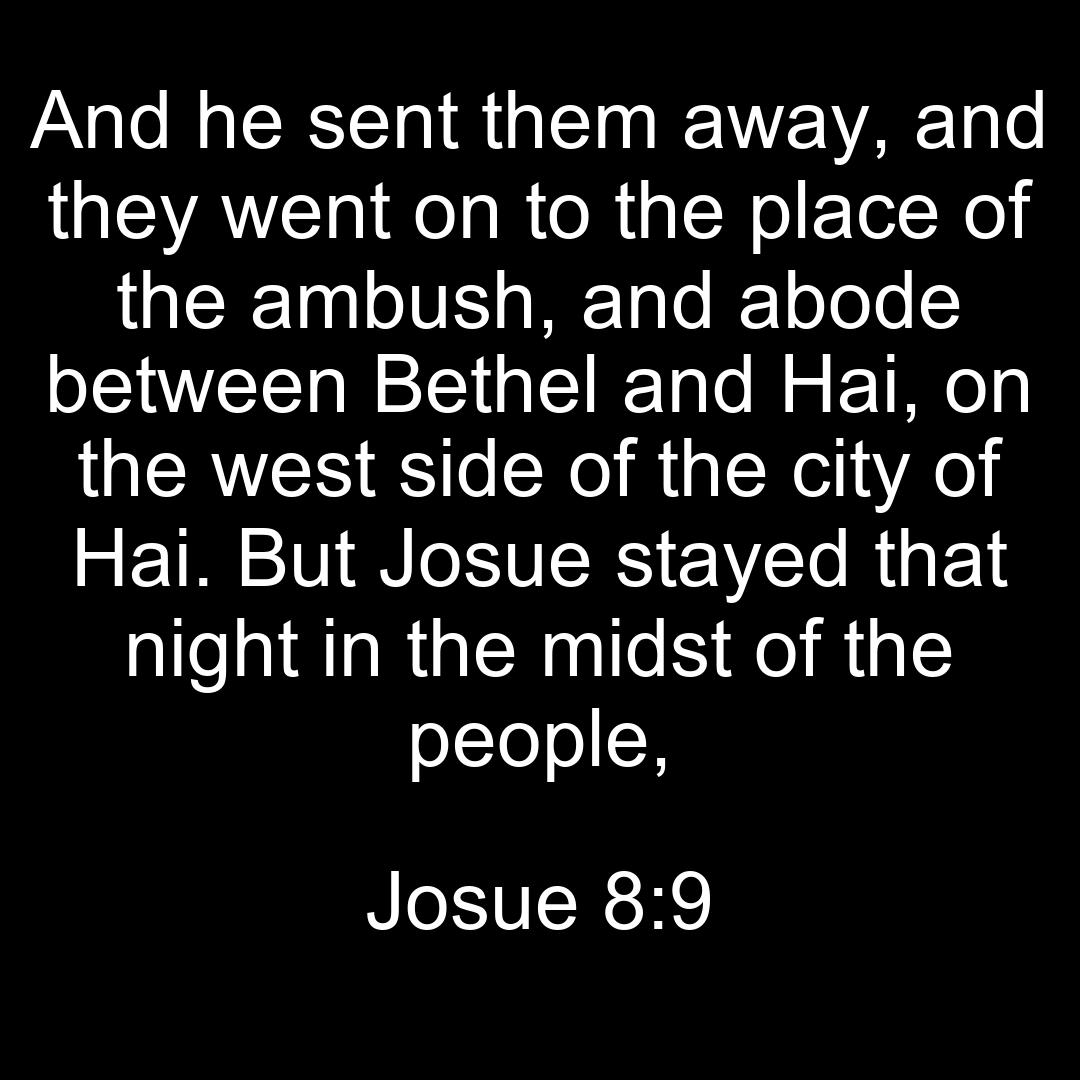 And he sent them away, and
they went on to the place of
the ambush, and abode
between Bethel and Hai, on
the west side of the city of
Hai. But Josue stayed that
night in the midst of the
people,
Josue 8:9